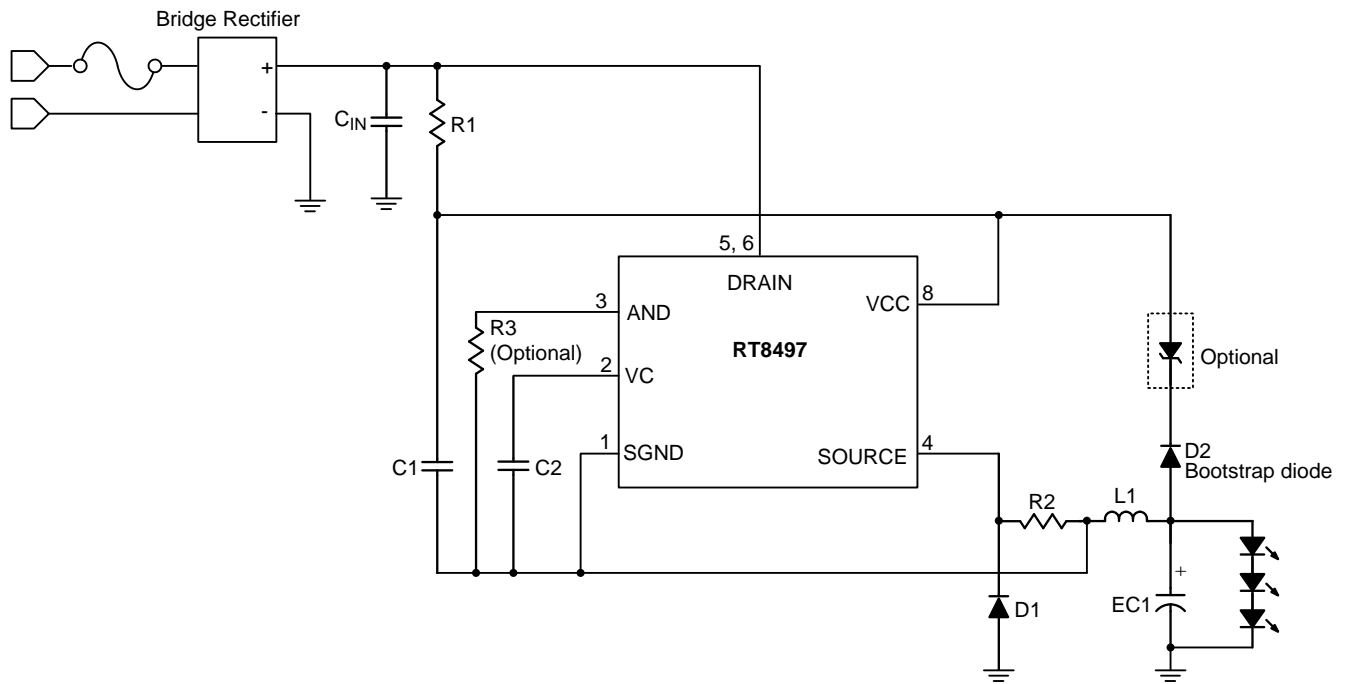 Bridge Rectifier
+
-
C_IN
R1
5, 6
DRAIN
3
AND
VCC
8
R3
(Optional)
RT8497
2
VC
Optional
1
SGND
SOURCE
4
C1
C2
D2
Bootstrap diode
R2
L1
+
D1
EC1